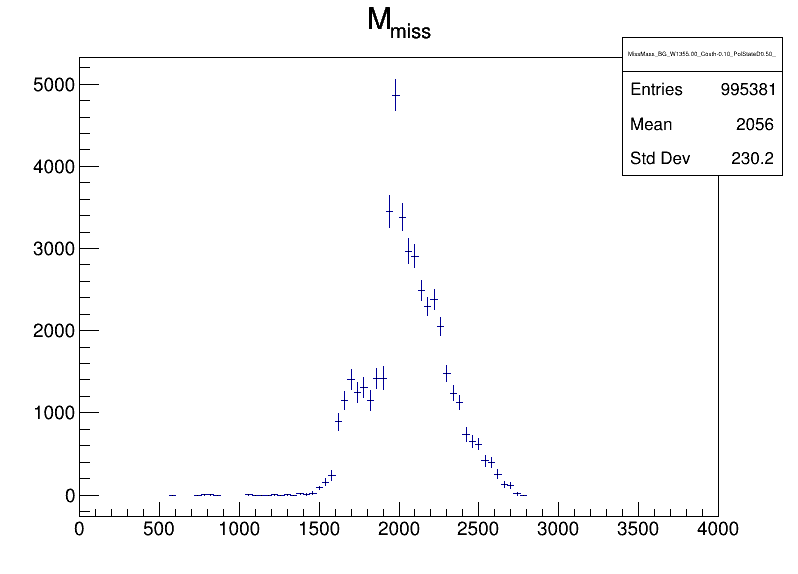 M_miss
MissMass_BG_W1355.00_Costh-0.10_PolStateD0.50_
Entries 995381
Mean 2056
Std Dev 230.2
5000
4000
3000
2000
1000
0
0 500 1000 1500 2000 2500 3000 3500 4000